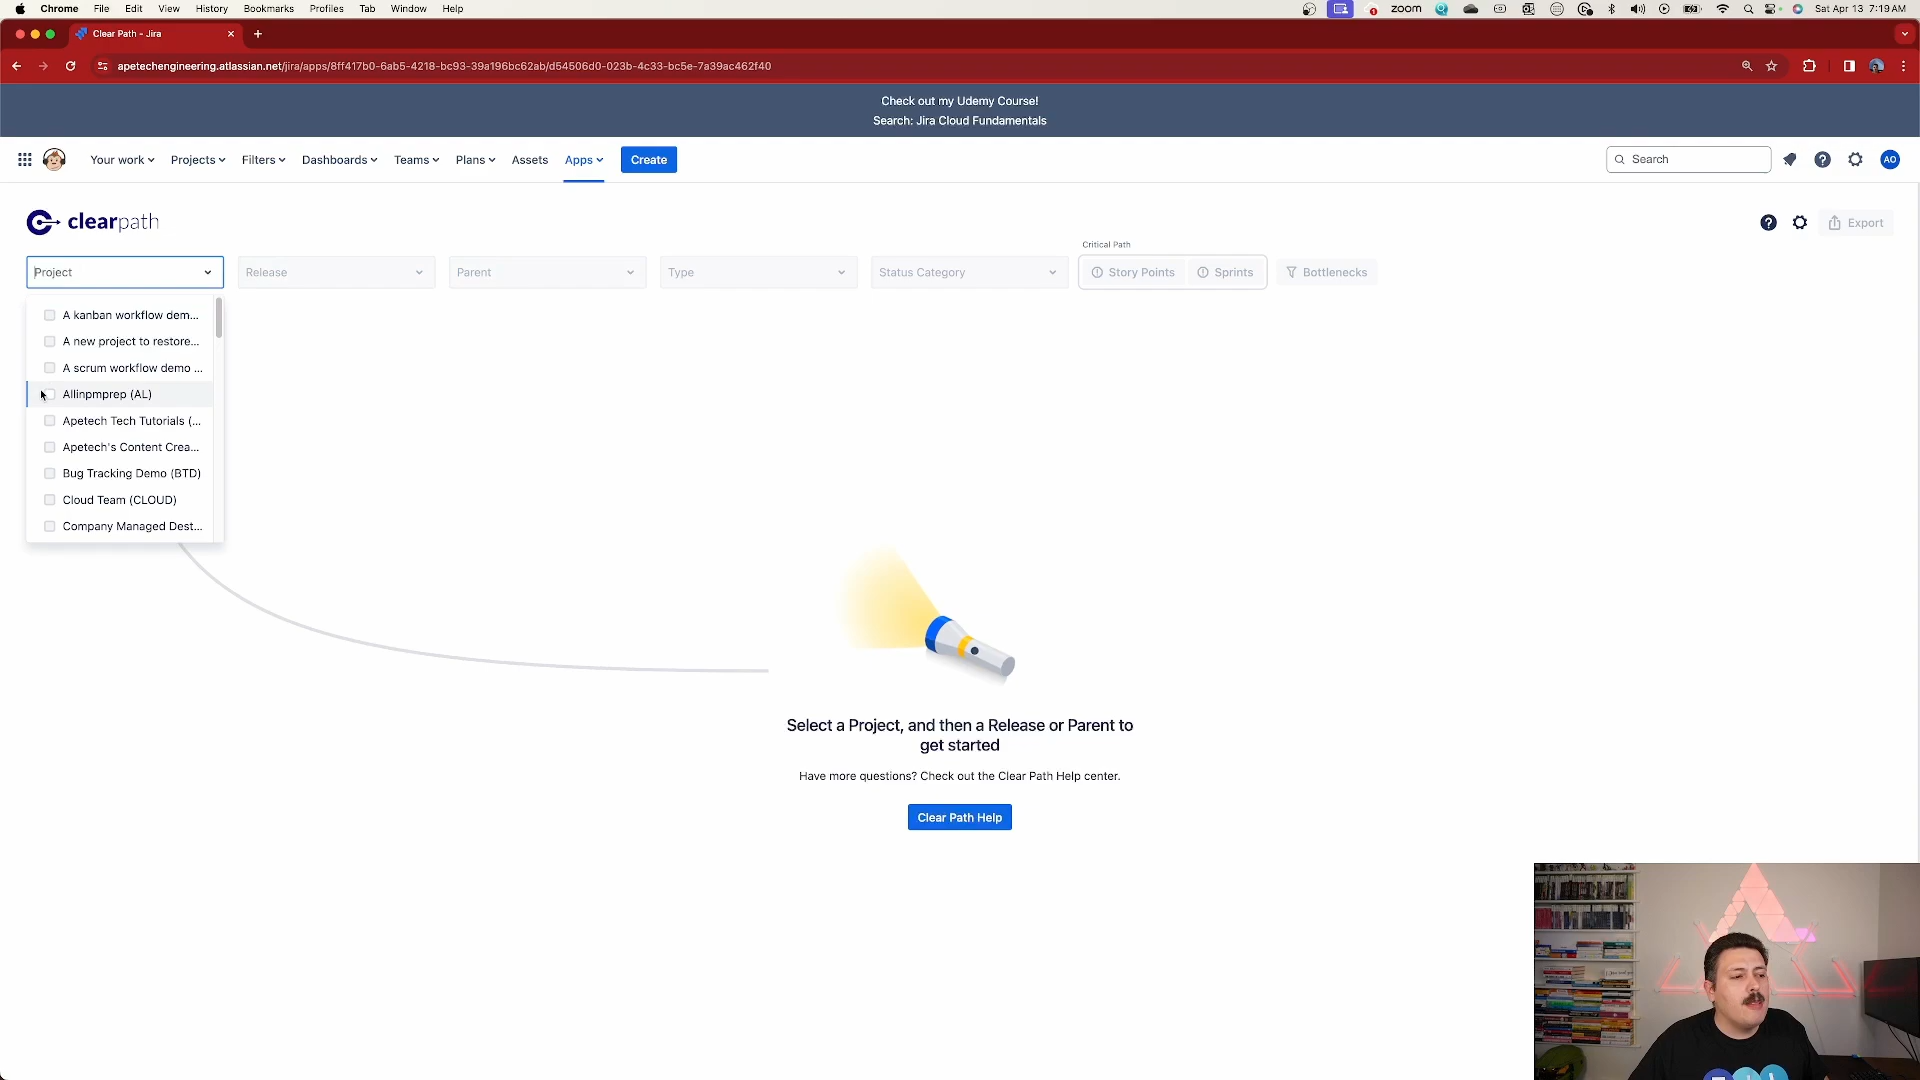 Chrome File Edit View History Bookmarks Profiles Tab Window Help
zoom
Sat Apr 13 7:19 AM
Clear Path - Jira
apetechengineering.atlassian.net/jira/apps/8ff417b0-6ab5-4218-bc93-39a196bc62ab/d54506d0-023b-4c33-bc5e-7a39ac462f40
Check out my Udemy Course!
Search: Jira Cloud Fundamentals
Your work Projects Filters Dashboards Teams Plans Assets Apps Create
Search
AO
clearpath
Export
Critical Path
Project Release Parent Type Status Category Story Points Sprints Bottlenecks
A kanban workflow dem...
A new project to restore...
A scrum workflow demo ...
Allinpmprep (AL)
Apetech Tech Tutorials (...
Apetech's Content Crea...
Bug Tracking Demo (BTD)
Cloud Team (CLOUD)
Company Managed Dest...
Select a Project, and then a Release or Parent to
get started
Have more questions? Check out the Clear Path Help center.
Clear Path Help